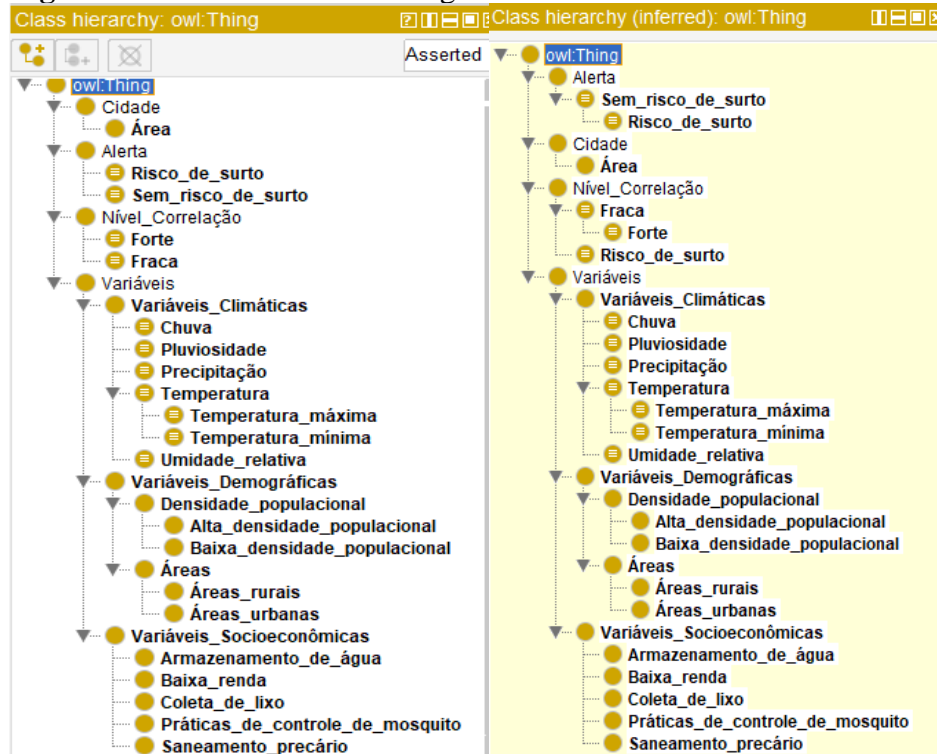 Class hierarchy: owl:Thing
Asserted
owl:Thing
Cidade
Área
Alerta
Risco_de_surto
Sem_risco_de_surto
Nível_Correlação
Forte
Fraca
Variáveis
Variáveis_Climáticas
Chuva
Pluviosidade
Precipitação
Temperatura
Temperatura_máxima
Temperatura_mínima
Umidade_relativa
Variáveis_Demográficas
Densidade_populacional
Alta_densidade_populacional
Baixa_densidade_populacional
Áreas
Áreas_rurais
Áreas_urbanas
Variáveis_Socioeconômicas
Armazenamento_de_água
Baixa_renda
Coleta_de_lixo
Práticas_de_controle_de_mosquito
Saneamento_precário
Class hierarchy (inferred): owl:Thing
owl:Thing
Alerta
Sem_risco_de_surto
Risco_de_surto
Cidade
Área
Nível_Correlação
Fraca
Forte
Risco_de_surto
Variáveis
Variáveis_Climáticas
Chuva
Pluviosidade
Precipitação
Temperatura
Temperatura_máxima
Temperatura_mínima
Umidade_relativa
Variáveis_Demográficas
Densidade_populacional
Alta_densidade_populacional
Baixa_densidade_populacional
Áreas
Áreas_rurais
Áreas_urbanas
Variáveis_Socioeconômicas
Armazenamento_de_água
Baixa_renda
Coleta_de_lixo
Práticas_de_controle_de_mosquito
Saneamento_precário